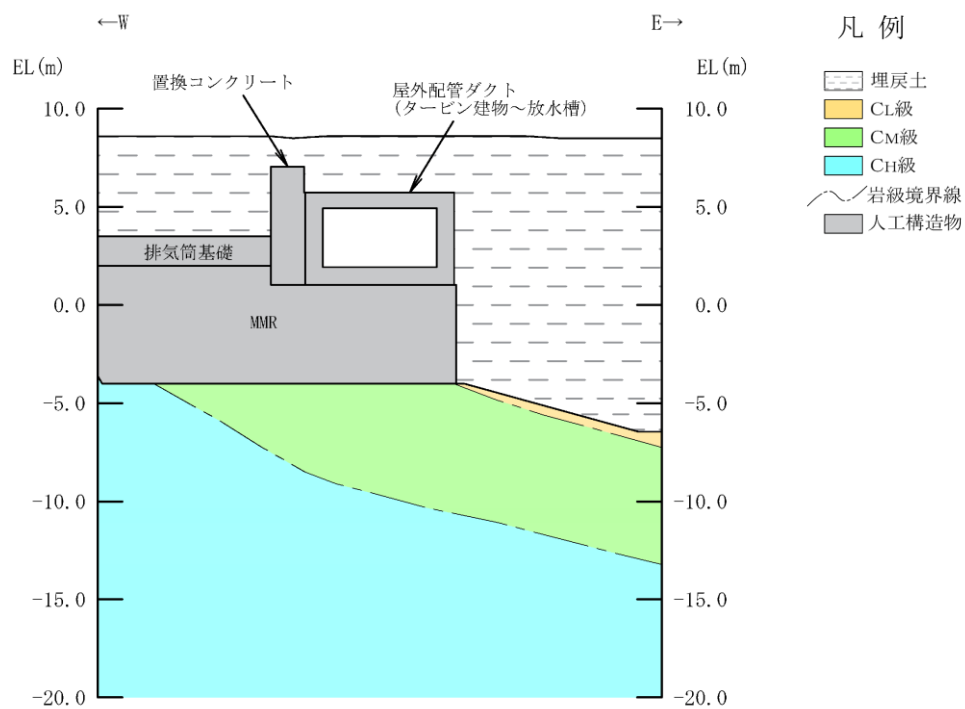 ←W
E→
凡 例
EL(m)
EL(m)
置換コンクリート
屋外配管ダクト
(タービン建物～放水槽)
埋戻土
CL級
CM級
CH級
岩級境界線
人工構造物
10.0
10.0
5.0
5.0
排気筒基礎
0.0
0.0
MMR
-5.0
-5.0
-10.0
-10.0
-15.0
-15.0
-20.0
-20.0